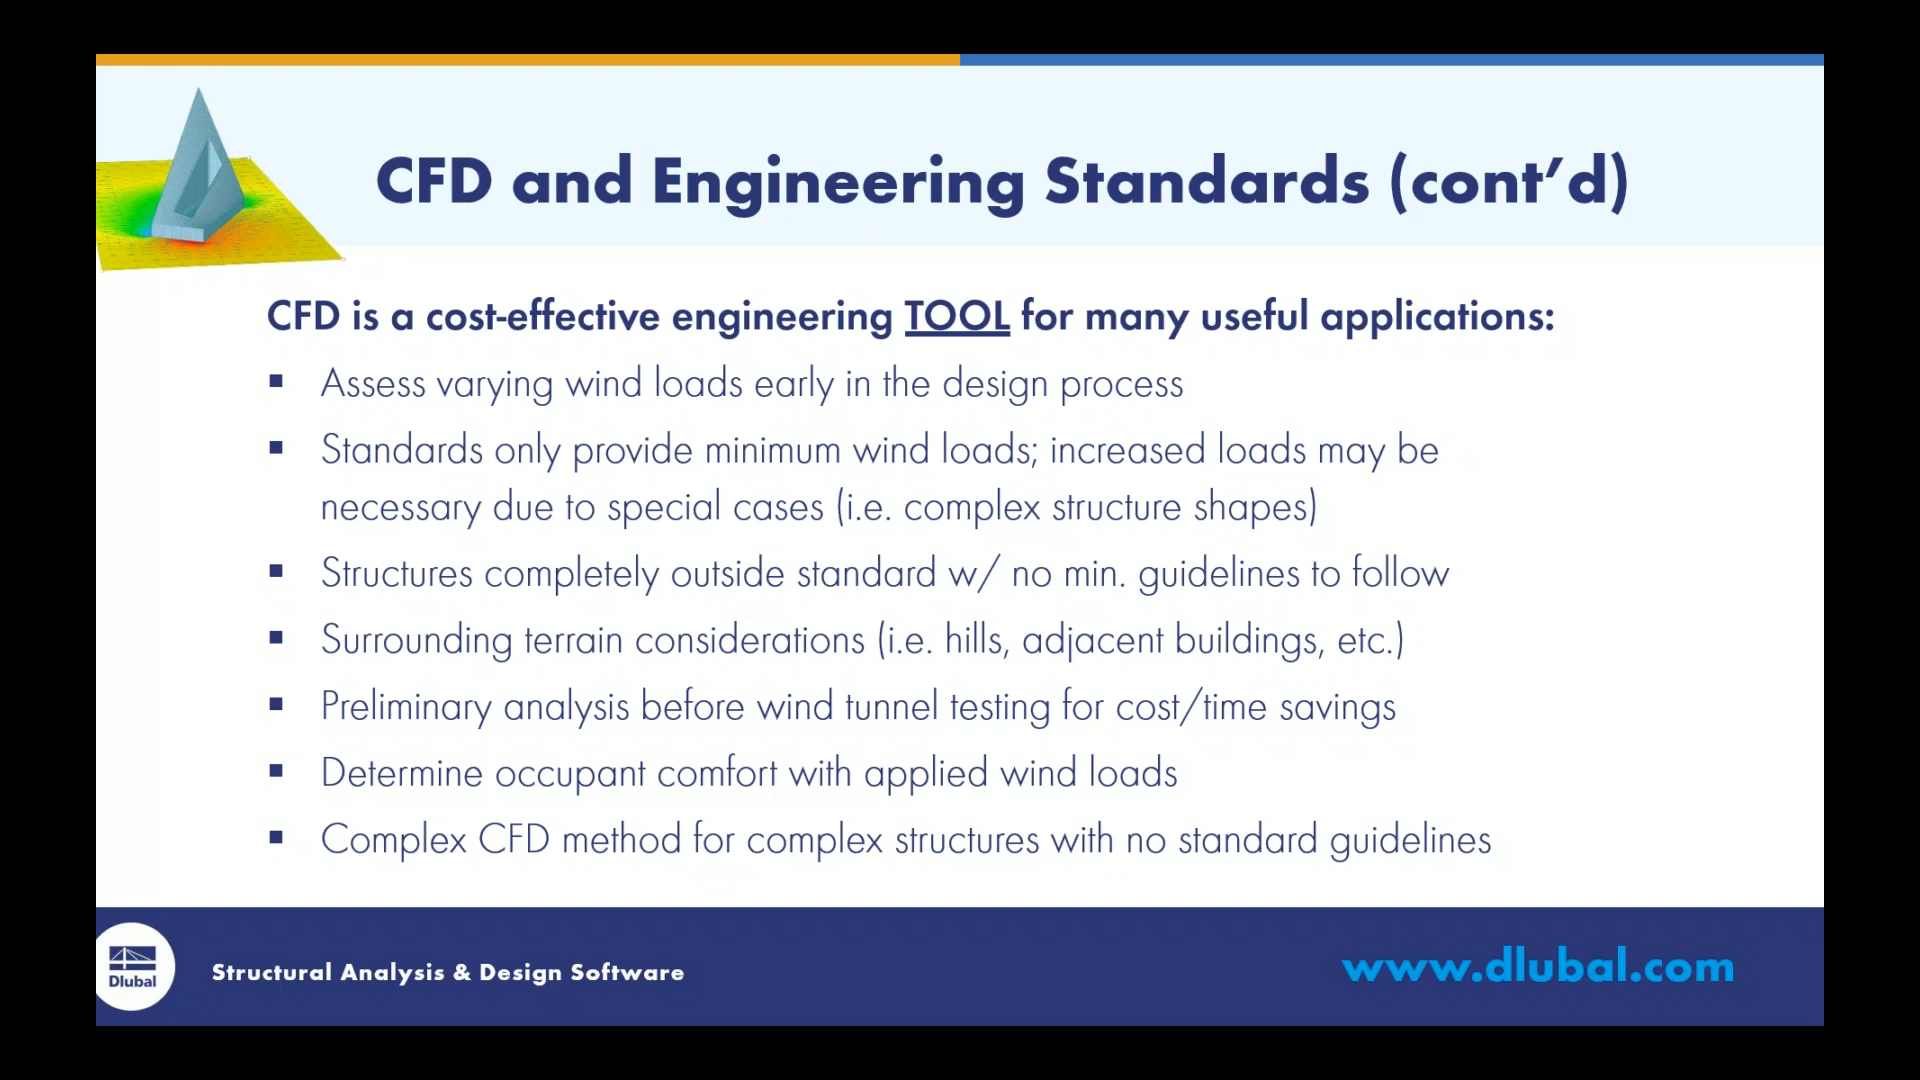 CFD and Engineering Standards (cont’d)
CFD is a cost-effective engineering TOOL for many useful applications:
▪ Assess varying wind loads early in the design process
▪ Standards only provide minimum wind loads; increased loads may be
necessary due to special cases (i.e. complex structure shapes)
▪ Structures completely outside standard w/ no min. guidelines to follow
▪ Surrounding terrain considerations (i.e. hills, adjacent buildings, etc.)
▪ Preliminary analysis before wind tunnel testing for cost/time savings
▪ Determine occupant comfort with applied wind loads
▪ Complex CFD method for complex structures with no standard guidelines
Dlubal
Structural Analysis & Design Software
www.dlubal.com